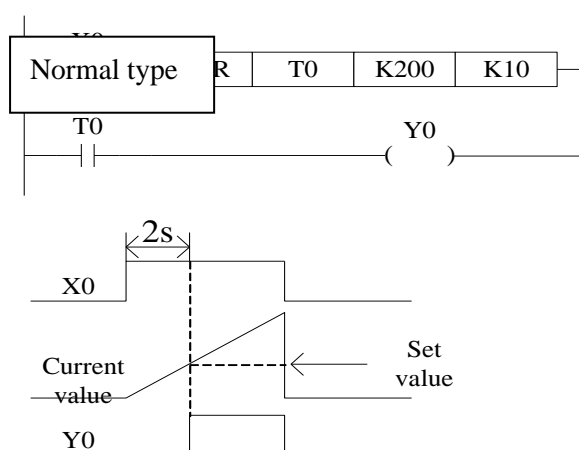 Normal type
R T0 K200 K10
T0 Y0
2s
X0
Current value
Set value
Y0